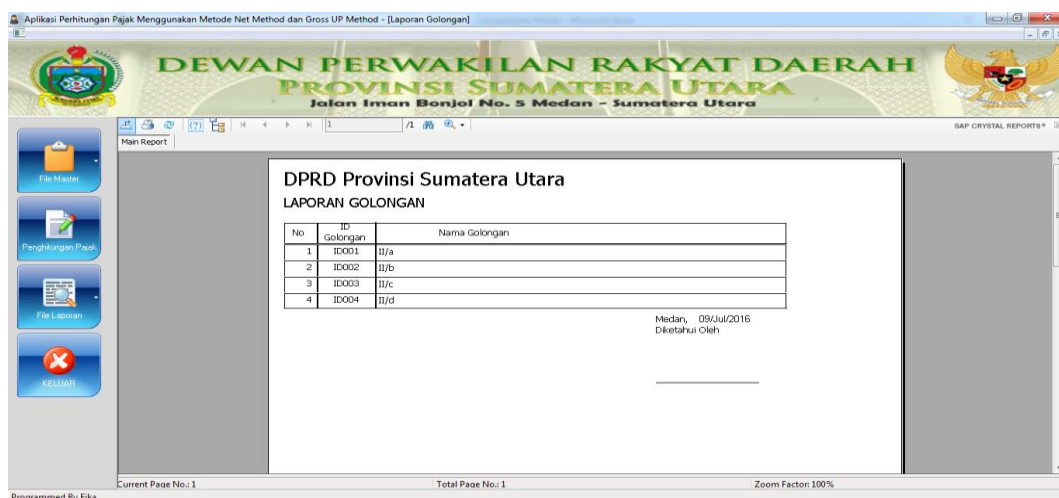 Aplikasi Perhitungan Pajak Menggunakan Metode Net Method dan Gross UP Method - [Laporan Golongan]
DEWAN PERWAKILAN RAKYAT DAERAH
PROVINSI SUMATERA UTARA
Jalan Iman Bonjol No. 5 Medan - Sumatera Utara
1 /1
SAP CRYSTAL REPORTS®
Main Report
File Master
Penghitungan Pajak
File Laporan
KELUAR
DPRD Provinsi Sumatera Utara
LAPORAN GOLONGAN
No ID Golongan Nama Golongan
1 ID001 II/a
2 ID002 II/b
3 ID003 II/c
4 ID004 II/d
Medan, 09/Jul/2016
Diketahui Oleh
Current Page No.: 1 Total Page No.: 1 Zoom Factor: 100%
Programmed By Fika